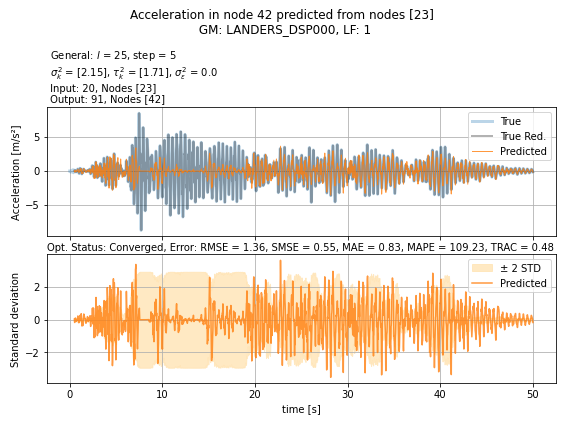 Acceleration in node 42 predicted from nodes [23]
GM: LANDERS_DSP000, LF: 1
General: l = 25, step = 5
σ²ₖ = [2.15], τ²ₖ = [1.71], σ²ε = 0.0
Input: 20, Nodes [23]
Output: 91, Nodes [42]
Acceleration [m/s²]
5
0
−5
True
True Red.
Predicted
Opt. Status: Converged, Error: RMSE = 1.36, SMSE = 0.55, MAE = 0.83, MAPE = 109.23, TRAC = 0.48
Standard deviation
2
0
−2
± 2 STD
Predicted
0 10 20 30 40 50
time [s]